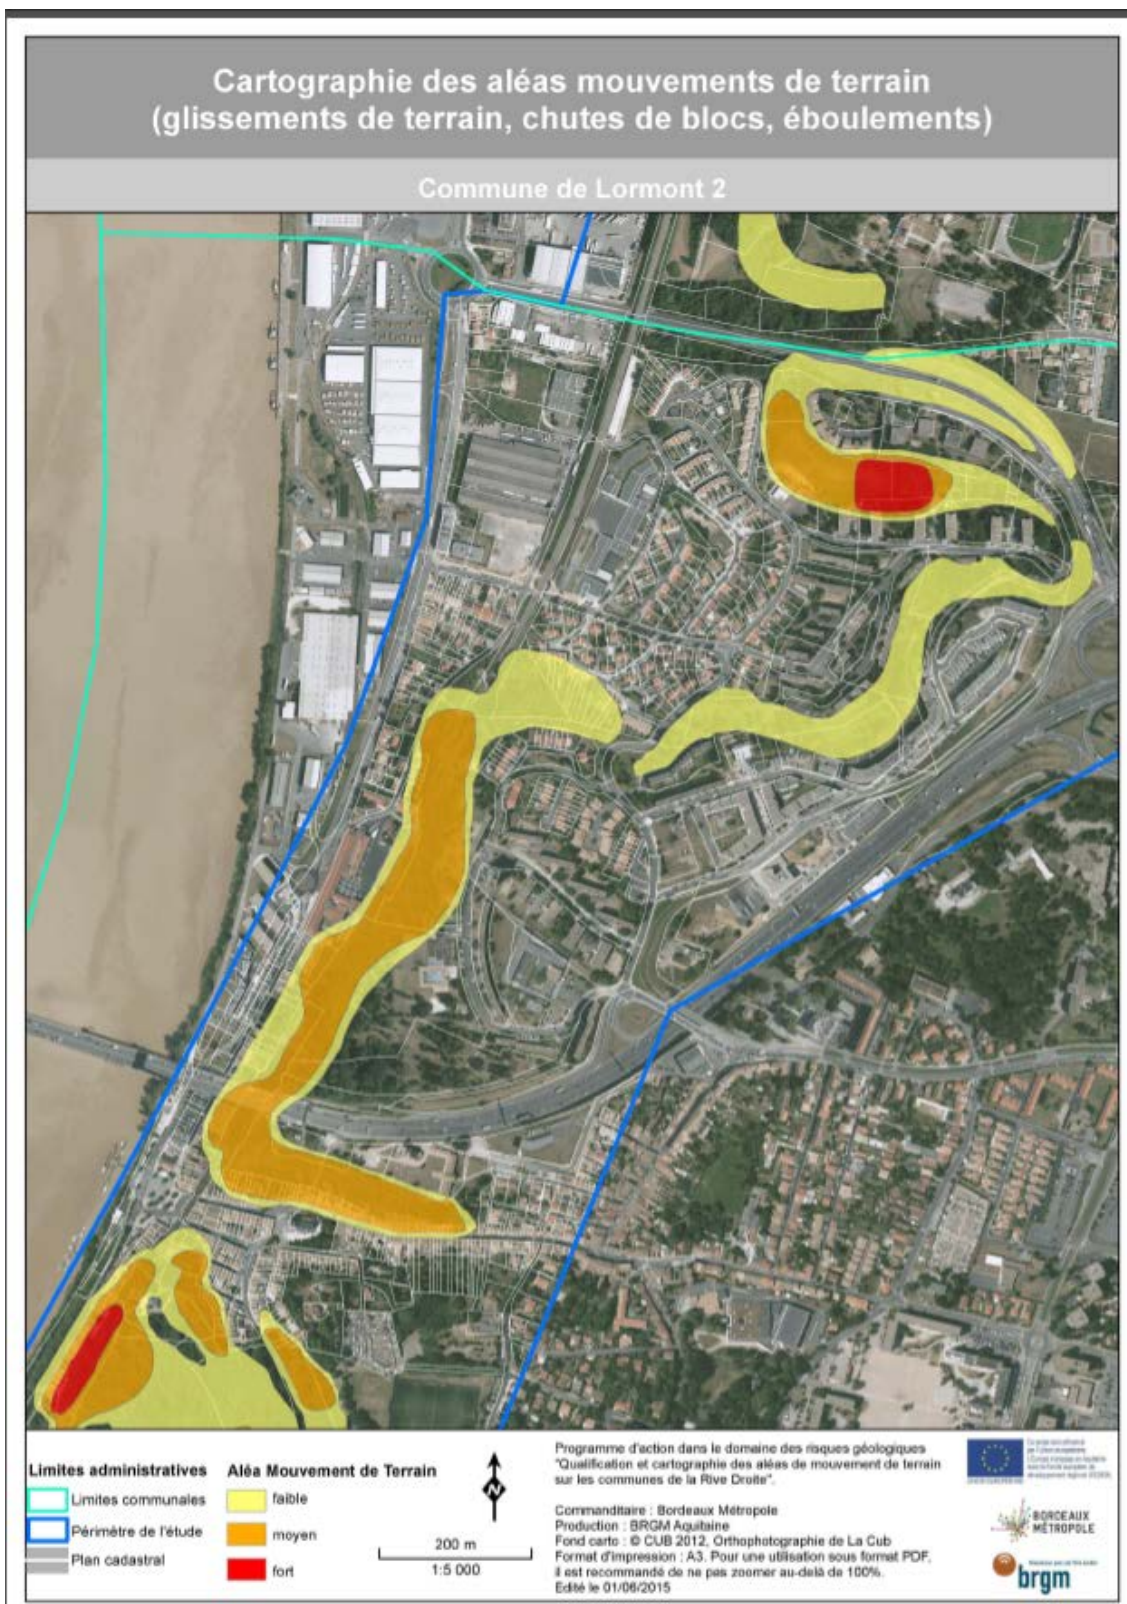 Cartographie des aléas mouvements de terrain
(glissements de terrain, chutes de blocs, éboulements)
Commune de Lormont 2
Limites administratives
Limites communales
Périmètre de l'étude
Plan cadastral
Aléa Mouvement de Terrain
faible
moyen
fort
N
200 m
1:5 000
Programme d'action dans le domaine des risques géologiques
"Qualification et cartographie des aléas de mouvement de terrain
sur les communes de la Rive Droite".
Commanditaire : Bordeaux Métropole
Production : BRGM Aquitaine
Fond carto : © CUB 2012, Orthophotographie de La Cub
Format d'impression : A3. Pour une utilisation sous format PDF,
il est recommandé de ne pas zoomer au-delà de 100%.
Edité le 01/06/2015
BORDEAUX
MÉTROPOLE
brgm